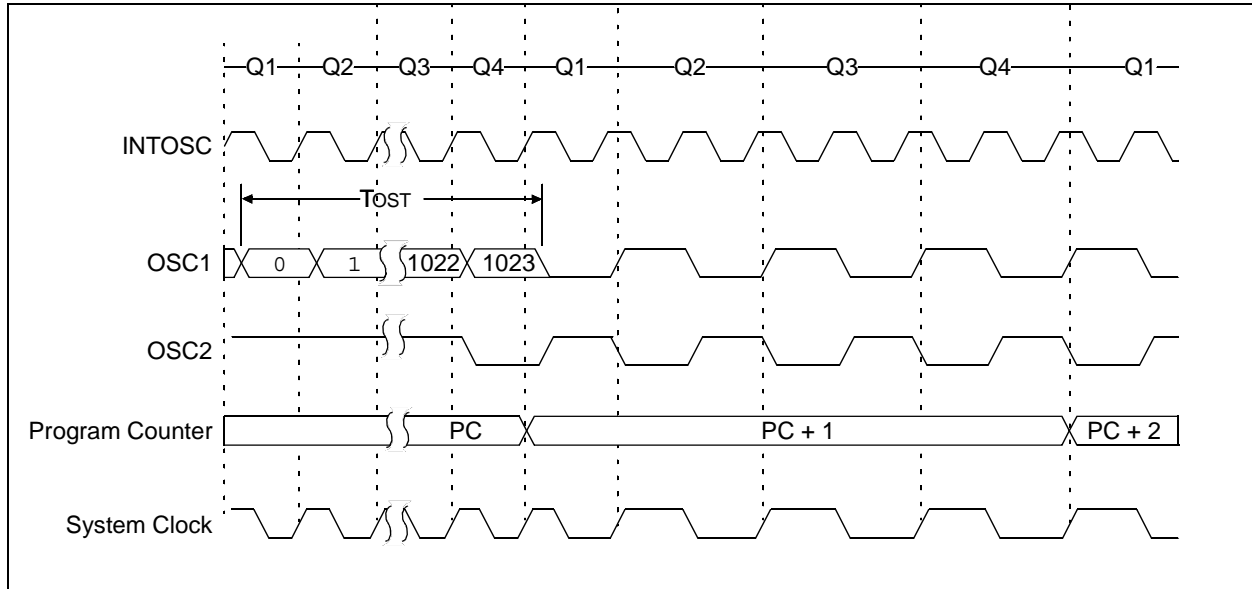 Q1 Q2 Q3 Q4 Q1 Q2 Q3 Q4 Q1
INTOSC
TOST
OSC1 0 1 1022 1023
OSC2
Program Counter PC PC + 1 PC + 2
System Clock